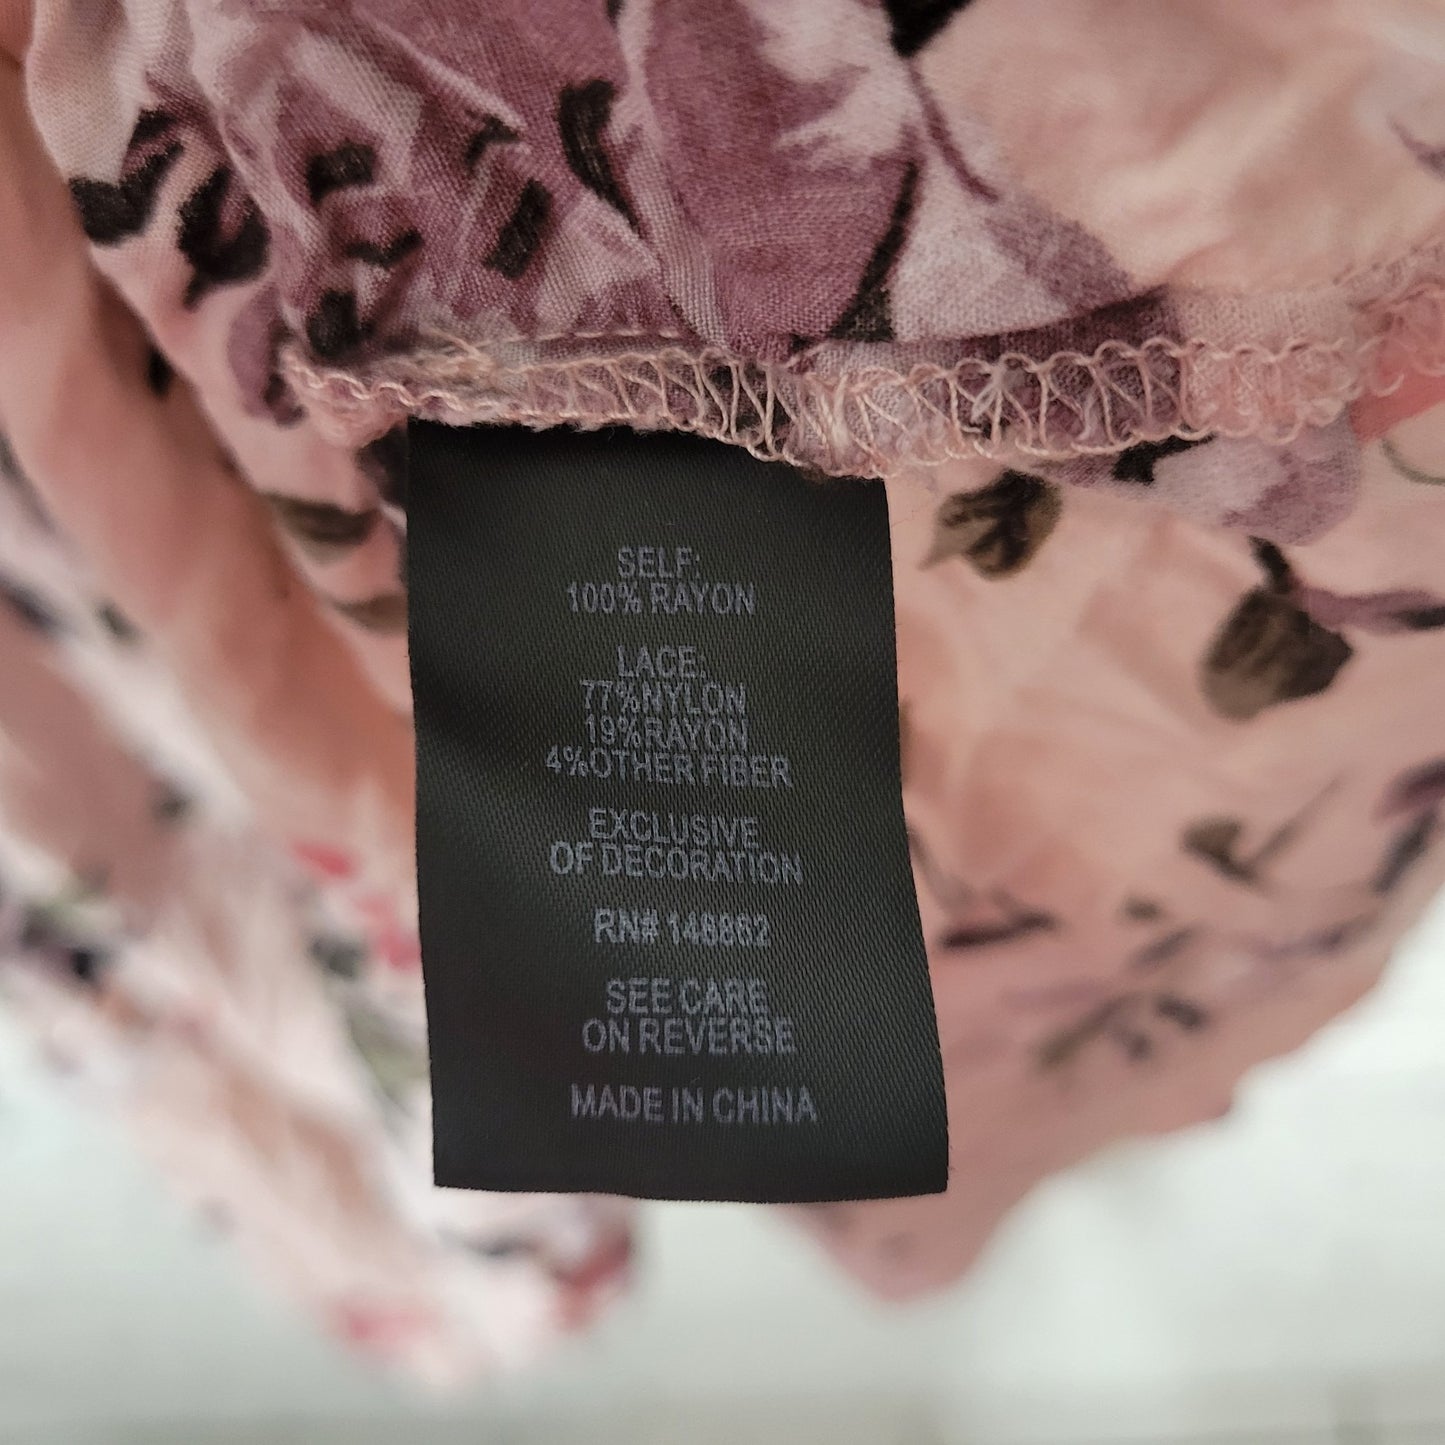 SELF:
100% RAYON
LACE:
77%NYLON
19%RAYON
4%OTHER FIBER
EXCLUSIVE
OF DECORATION
RN# 146862
SEE CARE
ON REVERSE
MADE IN CHINA